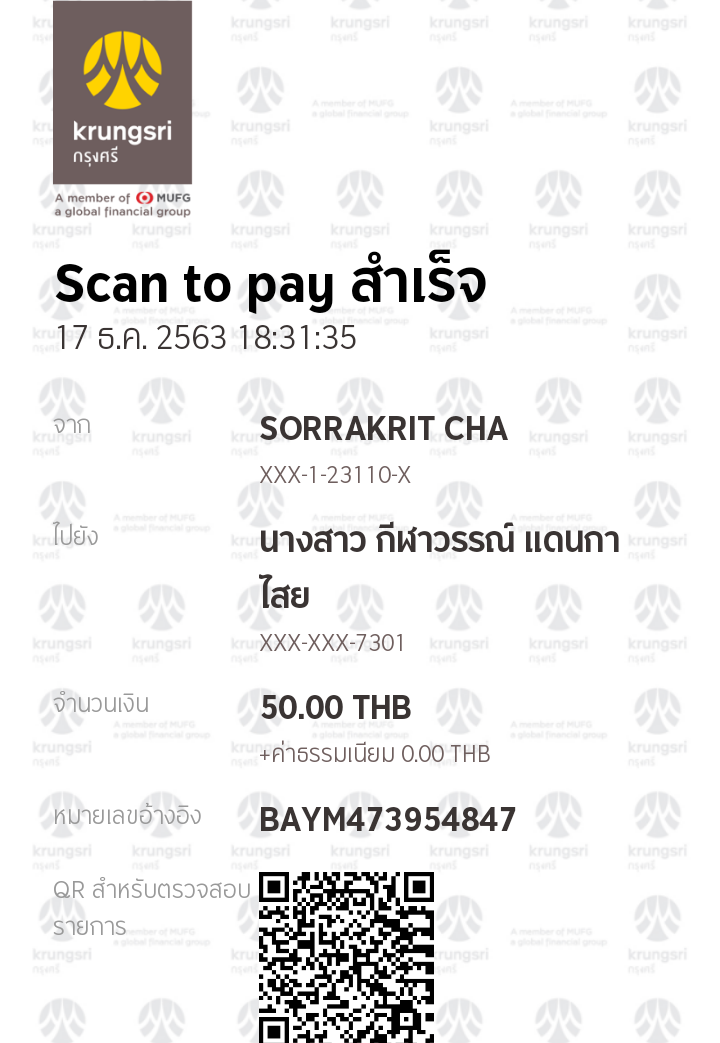 krungsri
กรุงศรี
A member of MUFG
a global financial group
Scan to pay สำเร็จ
17 ธ.ค. 2563 18:31:35
จาก
SORRAKRIT CHA
XXX-1-23110-X
ไปยัง
นางสาว กีฬาวรรณ์ แดนกา
ไสย
XXX-XXX-7301
จำนวนเงิน
50.00 THB
+ค่าธรรมเนียม 0.00 THB
หมายเลขอ้างอิง
BAYM473954847
QR สำหรับตรวจสอบ
รายการ